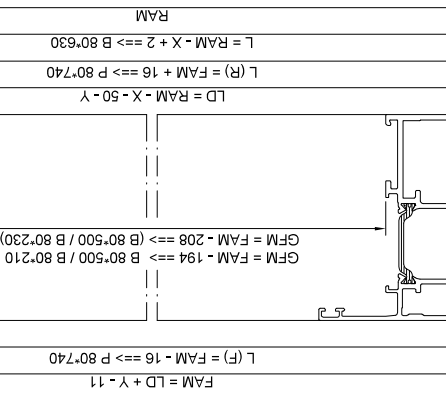 FAM = LD + Y - 11
L (F) = FAM - 16 ==> P 80*740
GFM = FAM - 194 ==> B 80*500 / B 80*210
GFM = FAM - 208 ==> (B 80*500 / B 80*230)
LD = RAM - X - 50 - Y
L (R) = FAM + 16 ==> P 80*740
L = RAM - X + 2 ==> B 80*630
RAM